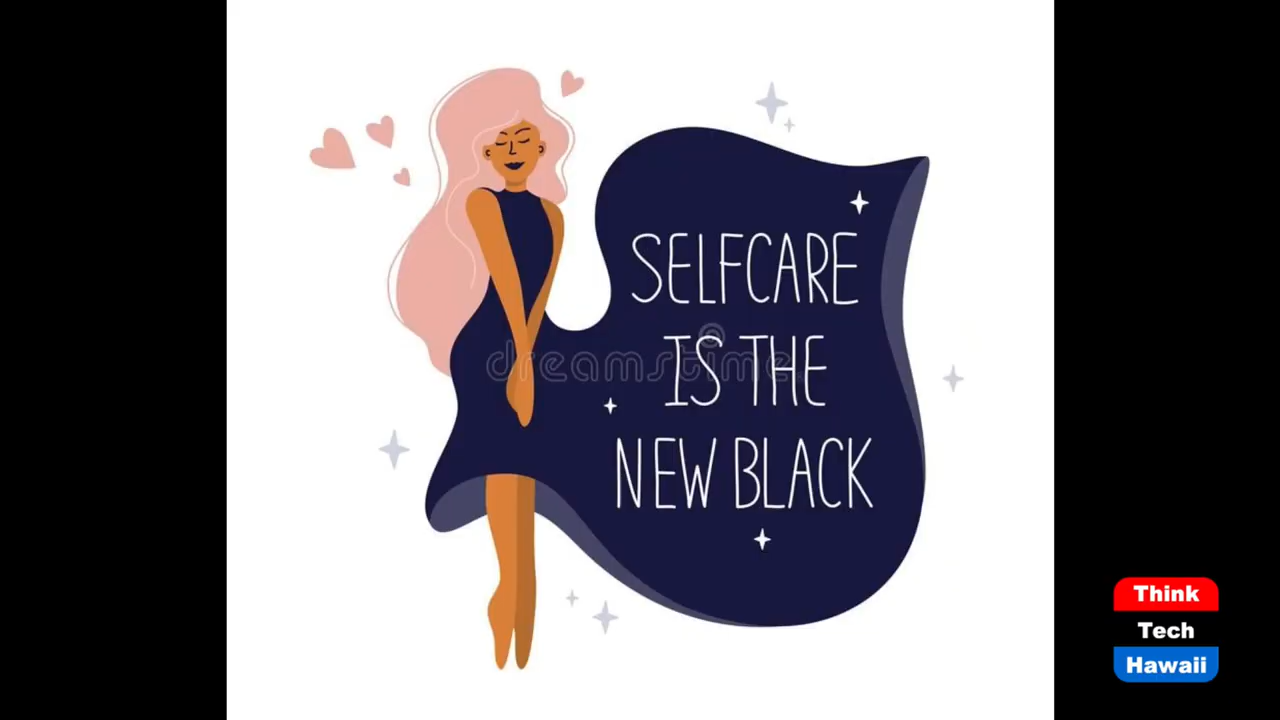 SELFCARE
IS THE
NEW BLACK
dreamstime.
Think
Tech
Hawaii